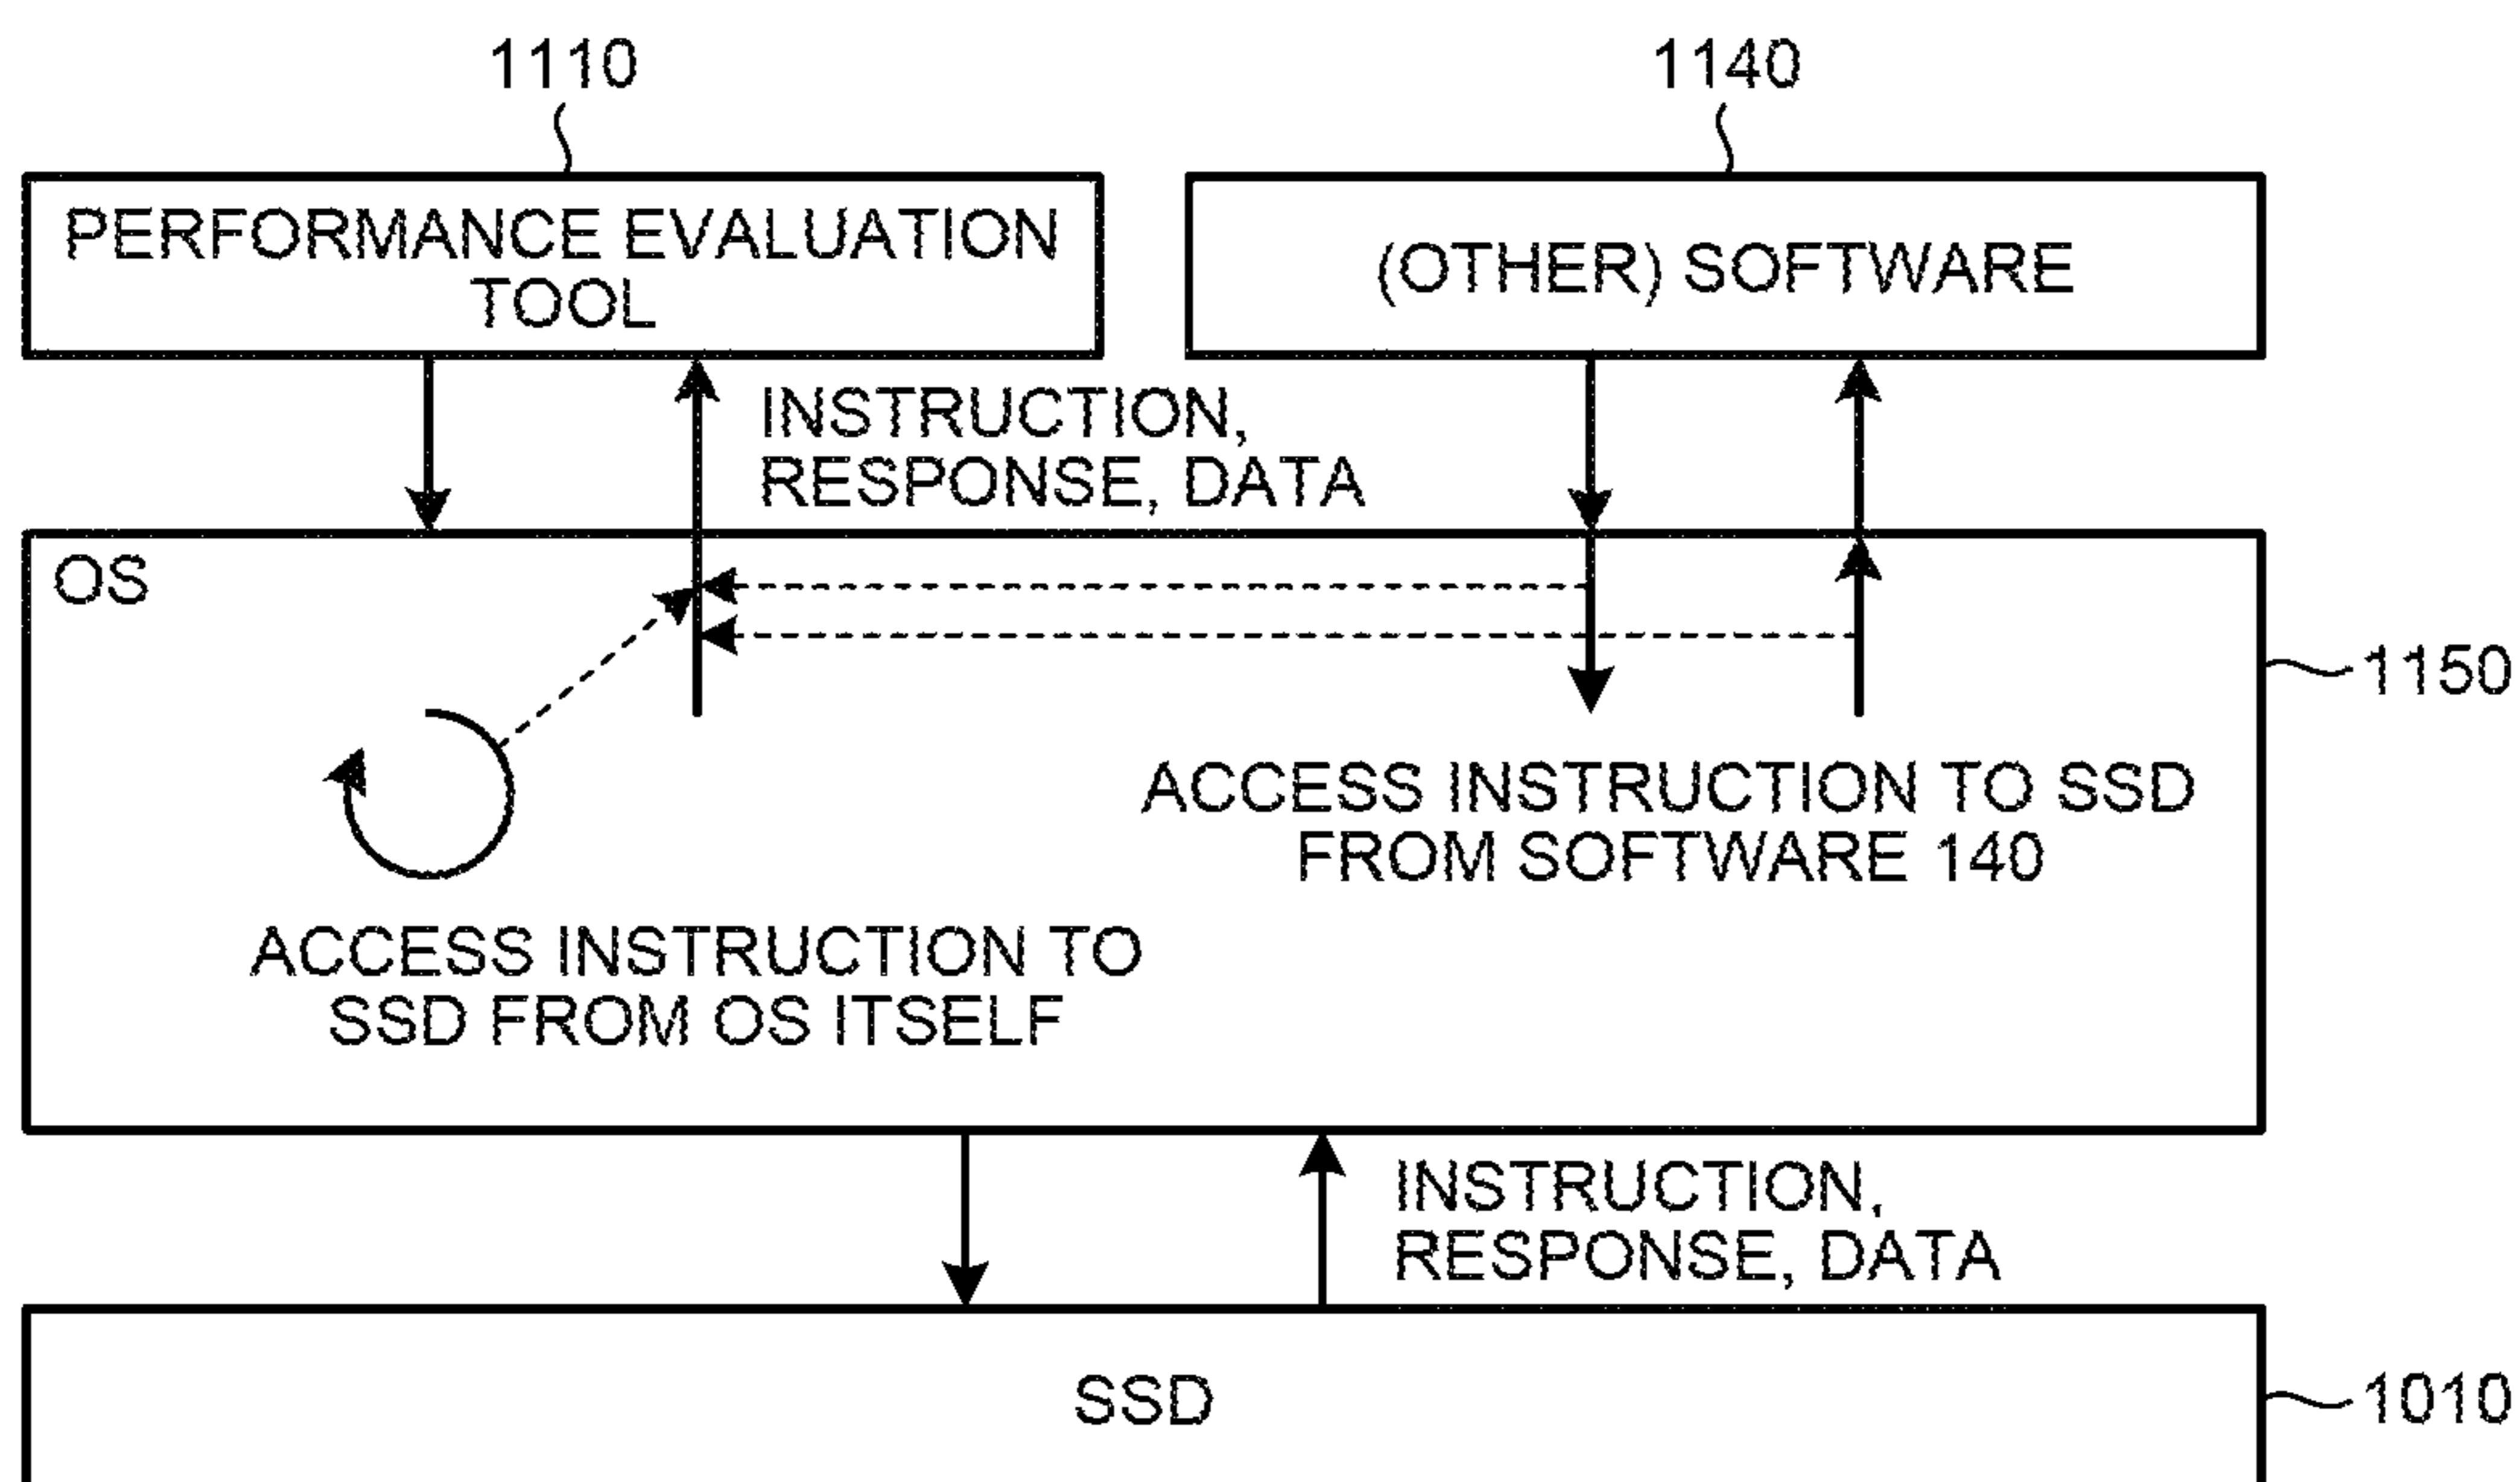 1110
1140
PERFORMANCE EVALUATION
TOOL
(OTHER) SOFTWARE
INSTRUCTION,
RESPONSE, DATA
OS
1150
ACCESS INSTRUCTION TO SSD
FROM SOFTWARE 140
ACCESS INSTRUCTION TO
SSD FROM OS ITSELF
INSTRUCTION,
RESPONSE, DATA
SSD
1010